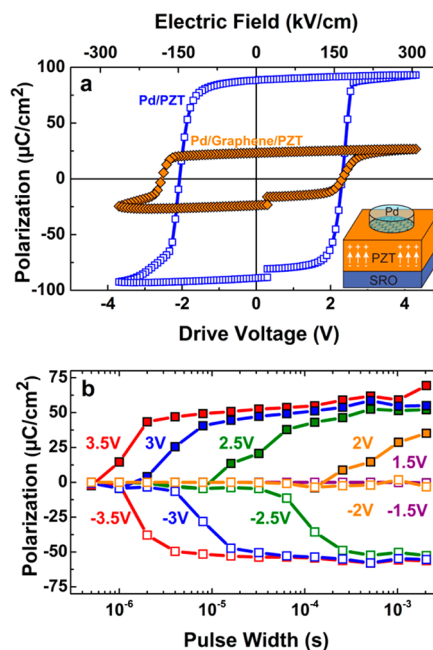 Electric Field (kV/cm)
-300 -150 0 150 300
a
Pd/PZT
Pd/Graphene/PZT
Polarization (µC/cm²)
100
50
0
-50
-100
Pd
PZT
SRO
-4 -2 0 2 4
Drive Voltage (V)
b
Polarization (µC/cm²)
75
50
25
0
-25
-50
-75
3.5V 3V 2.5V 2V
1.5V
-3.5V -3V -2.5V -2V -1.5V
10⁻⁶ 10⁻⁵ 10⁻⁴ 10⁻³
Pulse Width (s)